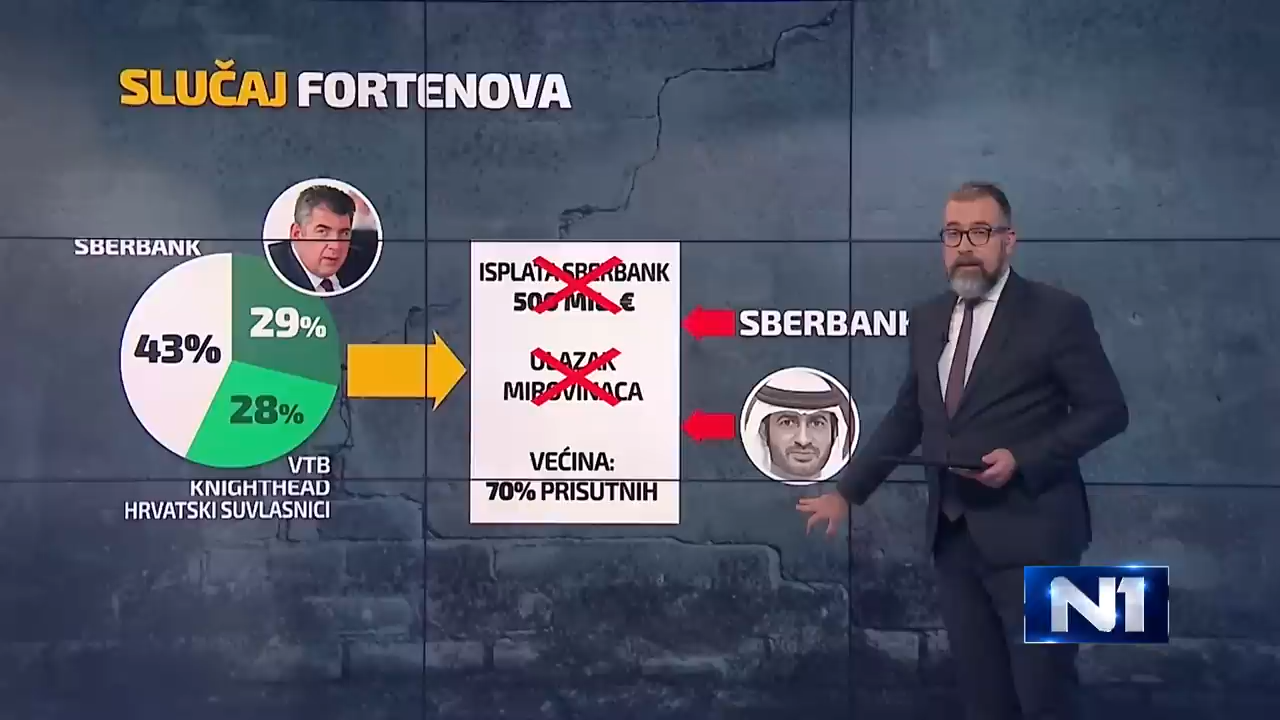 SLUČAJ FORTENOVA
SBERBANK
43%
29%
28%
VTB
KNIGHTHEAD
HRVATSKI SUVLASNICI
ISPLATA SBERBANK
500 MIL €
ULAZAK
MIROVINACA
VEĆINA:
70% PRISUTNIH
SBERBANK
N1